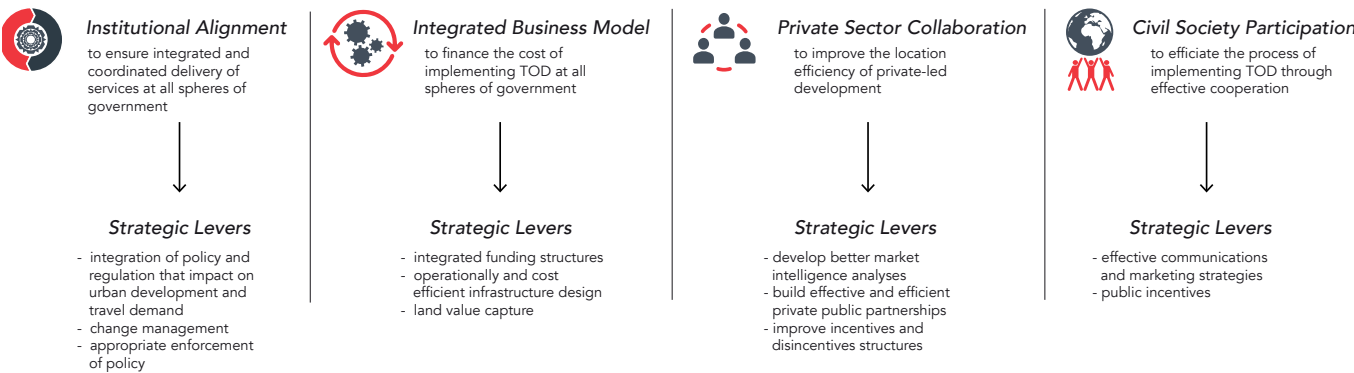 Institutional Alignment
to ensure integrated and
coordinated delivery of
services at all spheres of
government
Strategic Levers
- integration of policy and
regulation that impact on
urban development and
travel demand
- change management
- appropriate enforcement
of policy
Integrated Business Model
to finance the cost of
implementing TOD at all
spheres of government
Strategic Levers
- integrated funding structures
- operationally and cost
efficient infrastructure design
- land value capture
Private Sector Collaboration
to improve the location
efficiency of private-led
development
Strategic Levers
- develop better market
intelligence analyses
- build effective and efficient
private public partnerships
- improve incentives and
disincentives structures
Civil Society Participation
to efficiate the process of
implementing TOD through
effective cooperation
Strategic Levers
- effective communications
and marketing strategies
- public incentives